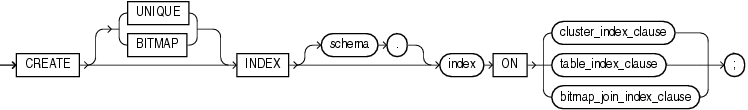 UNIQUE
BITMAP
CREATE
INDEX
schema
.
index
ON
cluster_index_clause
table_index_clause
bitmap_join_index_clause
;